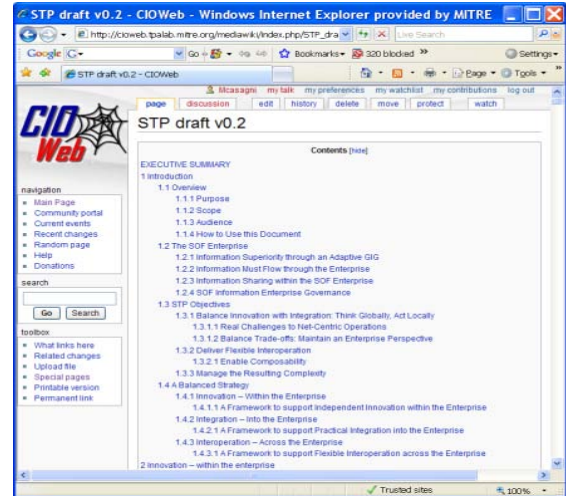 STP draft v0.2 - CIOWeb - Windows Internet Explorer provided by MITRE
http://cioweb.tpalab.mitre.org/mediawiki/index.php/STP_dra
Live Search
Google G Go Bookmarks 320 blocked » Settings
STP draft v0.2 - CIOWeb Page Tools »
Mcasagni my talk my preferences my watchlist my contributions log out
page discussion edit history delete move protect watch
CIO
Web
STP draft v0.2
Contents [hide]
EXECUTIVE SUMMARY
1 Introduction
1.1 Overview
1.1.1 Purpose
1.1.2 Scope
1.1.3 Audience
1.1.4 How to Use this Document
1.2 The SOF Enterprise
1.2.1 Information Superiority through an Adaptive GIG
1.2.2 Information Must Flow through the Enterprise
1.2.3 Information Sharing within the SOF Enterprise
1.2.4 SOF Information Enterprise Governance
1.3 STP Objectives
1.3.1 Balance Innovation with Integration: Think Globally, Act Locally
1.3.1.1 Real Challenges to Net-Centric Operations
1.3.1.2 Balance Trade-offs: Maintain an Enterprise Perspective
1.3.2 Deliver Flexible Interoperation
1.3.2.1 Enable Composability
1.3.3 Manage the Resulting Complexity
1.4 A Balanced Strategy
1.4.1 Innovation – Within the Enterprise
1.4.1.1 A Framework to support Independent Innovation within the Enterprise
1.4.2 Integration – Into the Enterprise
1.4.2.1 A Framework to support Practical Integration into the Enterprise
1.4.3 Interoperation – Across the Enterprise
1.4.3.1 A Framework to support Flexible Interoperation across the Enterprise
2 Innovation – within the enterprise
navigation
Main Page
Community portal
Current events
Recent changes
Random page
Help
Donations
search
Go Search
toolbox
What links here
Related changes
Upload file
Special pages
Printable version
Permanent link
Trusted sites 100%